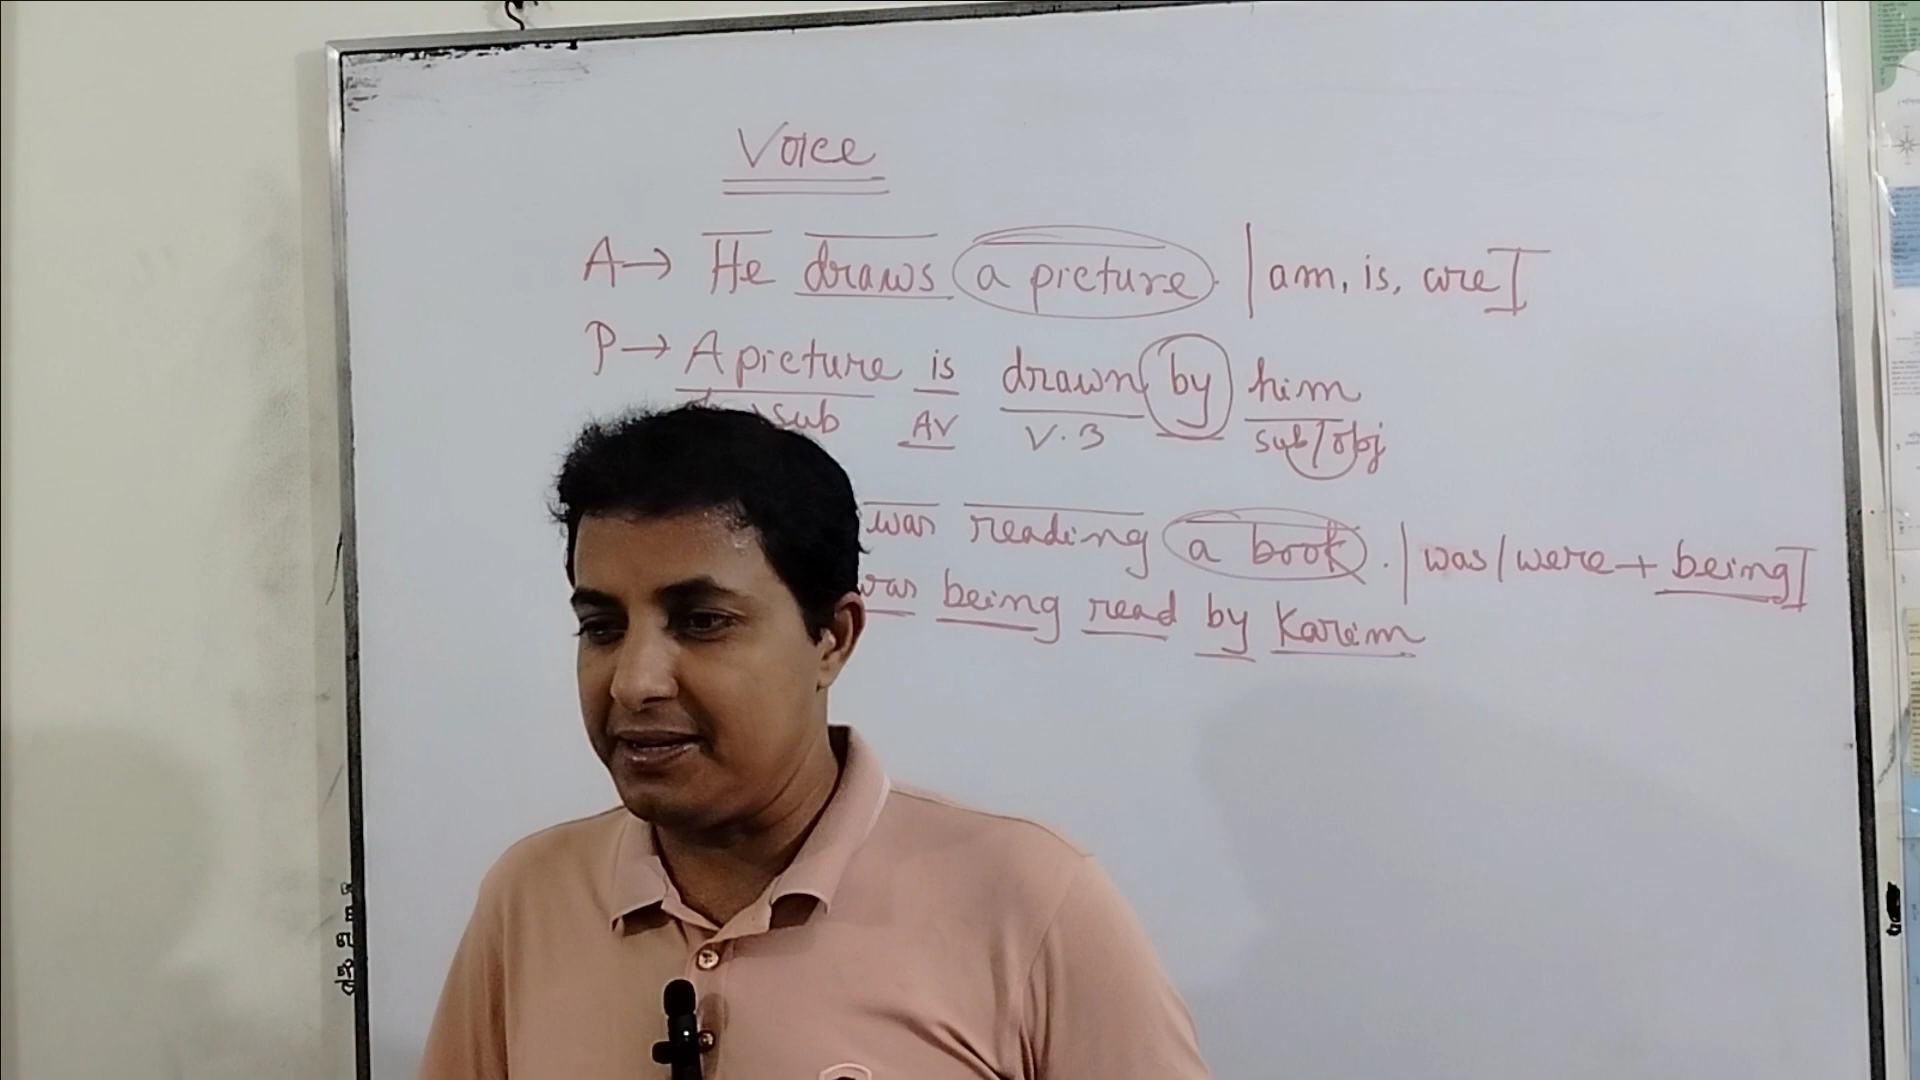 Voice
A→ He draws a picture. | am, is, are]
P→ A picture is drawn by him
sub AV V.3 sub/obj
was reading a book. | was/were + being]
was being read by Karim